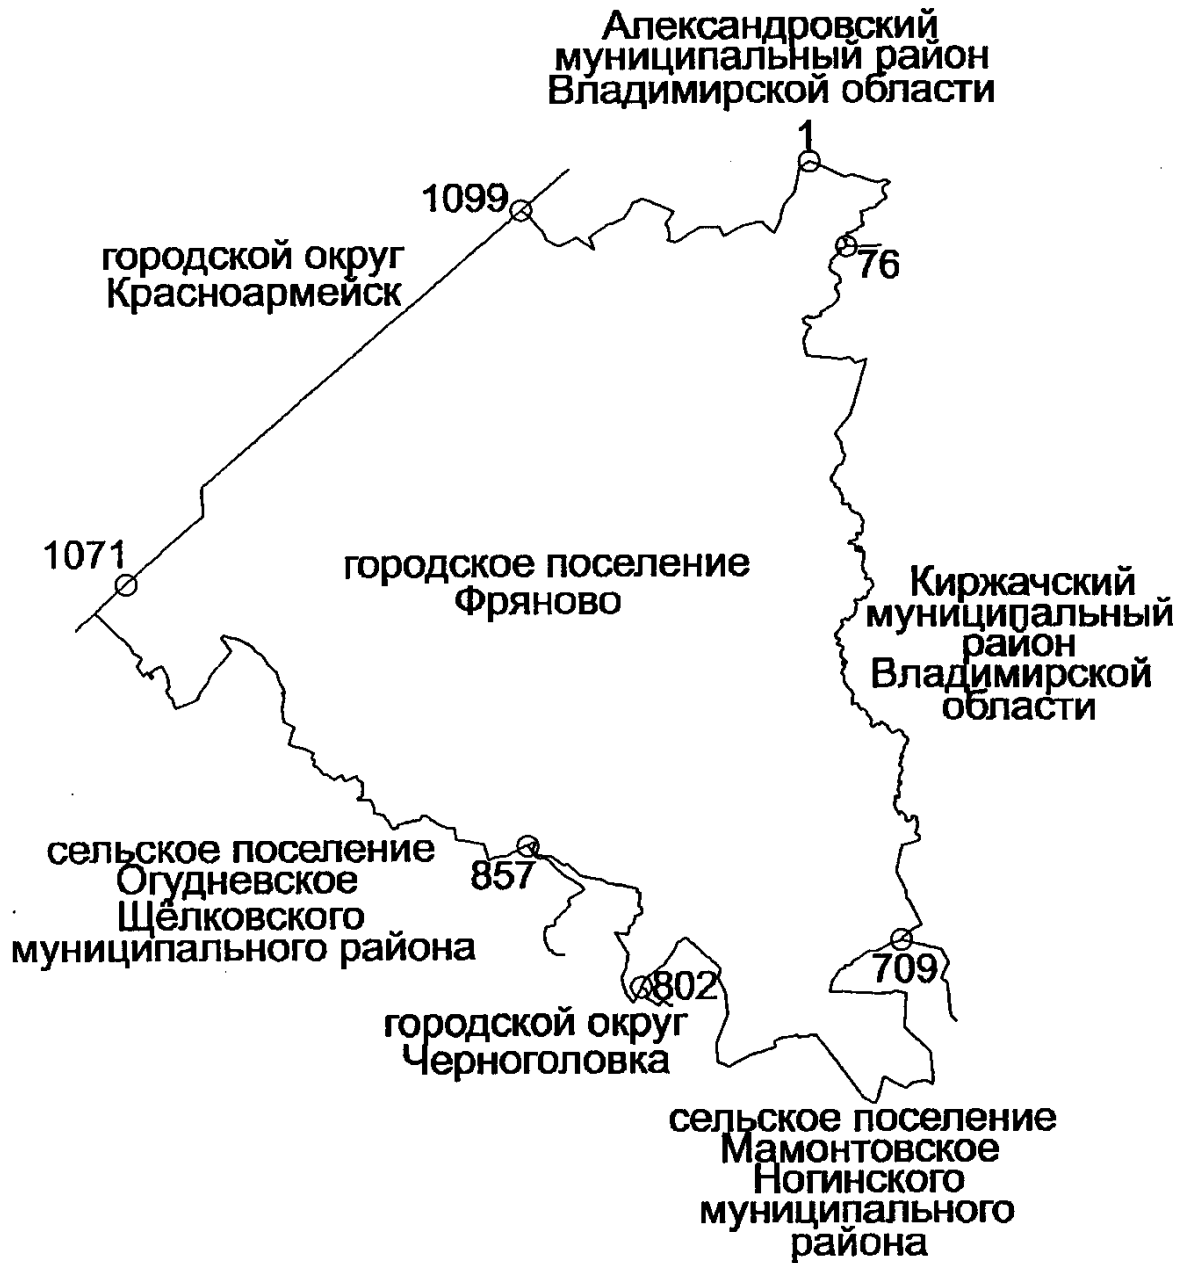 Александровский
муниципальный район
Владимирской области
1
1099
городской округ
Красноармейск
76
1071
городское поселение
Фряново
Киржачский
муниципальный
район
Владимирской
области
сельское поселение
Огудневское
Щёлковского
муниципального района
857
802
709
городской округ
Черноголовка
сельское поселение
Мамонтовское
Ногинского
муниципального
района